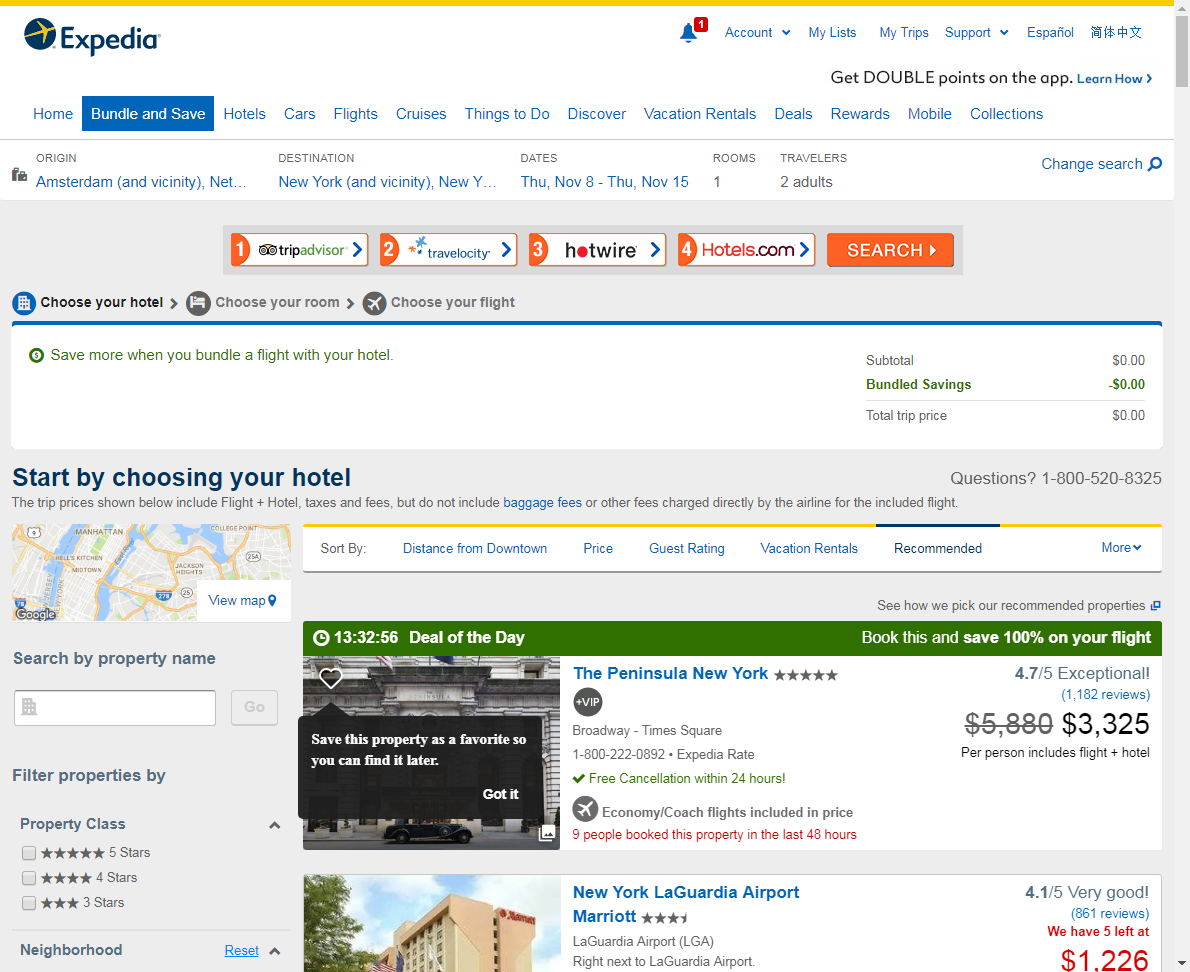 Expedia
1
Account
My Lists
My Trips
Support
Español
简体中文
Get DOUBLE points on the app. Learn How
Home
Bundle and Save
Hotels
Cars
Flights
Cruises
Things to Do
Discover
Vacation Rentals
Deals
Rewards
Mobile
Collections
ORIGIN
Amsterdam (and vicinity), Net...
DESTINATION
New York (and vicinity), New Y...
DATES
Thu, Nov 8 - Thu, Nov 15
ROOMS
1
TRAVELERS
2 adults
Change search
1 tripadvisor
2 travelocity
3 hotwire
4 Hotels.com
SEARCH
Choose your hotel
Choose your room
Choose your flight
Save more when you bundle a flight with your hotel.
Subtotal $0.00
Bundled Savings -$0.00
Total trip price $0.00
Start by choosing your hotel
Questions? 1-800-520-8325
The trip prices shown below include Flight + Hotel, taxes and fees, but do not include baggage fees or other fees charged directly by the airline for the included flight.
MANHATTAN
COLLEGE POINT
9
HELL'S KITCHEN
MIDTOWN
JACKSON
HEIGHTS
25A
278
25
78
Google
View map
Sort By:
Distance from Downtown
Price
Guest Rating
Vacation Rentals
Recommended
More
See how we pick our recommended properties
Search by property name
Go
Filter properties by
Property Class
5 Stars
4 Stars
3 Stars
Neighborhood
Reset
13:32:56 Deal of the Day
Book this and save 100% on your flight
Save this property as a favorite so
you can find it later.
Got it
The Peninsula New York
+VIP
Broadway - Times Square
1-800-222-0892 • Expedia Rate
Free Cancellation within 24 hours!
Economy/Coach flights included in price
9 people booked this property in the last 48 hours
4.7/5 Exceptional!
(1,182 reviews)
$5,880 $3,325
Per person includes flight + hotel
Marriott
New York LaGuardia Airport
Marriott
LaGuardia Airport (LGA)
Right next to LaGuardia Airport.
4.1/5 Very good!
(861 reviews)
We have 5 left at
$1,226